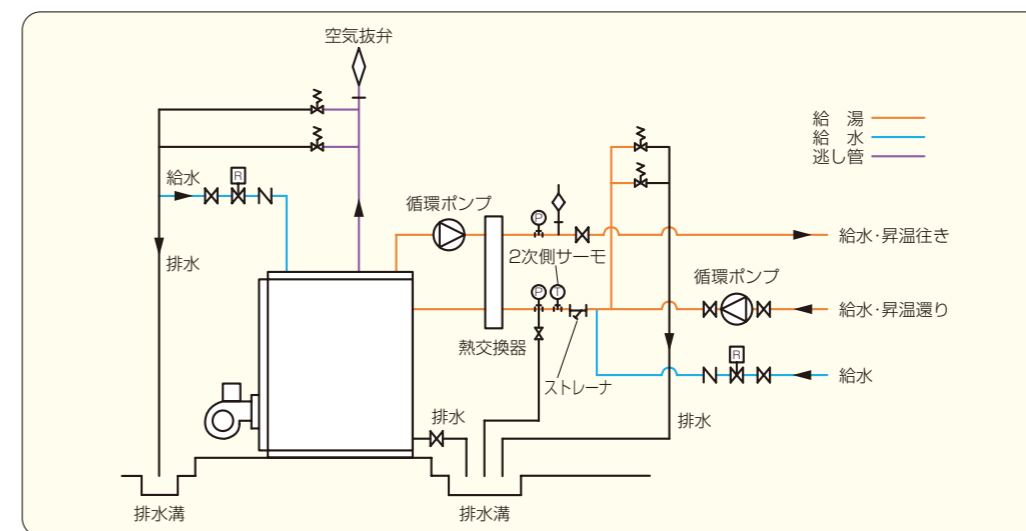 空気抜弁
給　湯
給　水
逃し管
給水
R
循環ポンプ
P
2次側サーモ
給水・昇温往き
循環ポンプ
排水
P
T
給水・昇温還り
熱交換器
ストレーナ
R
給水
排水
排水
排水溝
排水溝